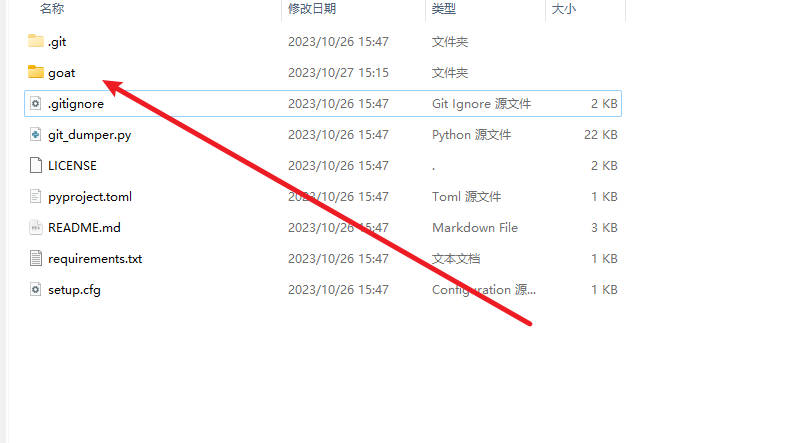 名称 修改日期 类型 大小
.git 2023/10/26 15:47 文件夹
goat 2023/10/27 15:15 文件夹
.gitignore 2023/10/26 15:47 Git Ignore 源文件 2 KB
git_dumper.py 2023/10/26 15:47 Python 源文件 22 KB
LICENSE 2023/10/26 15:47 . 2 KB
pyproject.toml 2023/10/26 15:47 Toml 源文件 1 KB
README.md 2023/10/26 15:47 Markdown File 3 KB
requirements.txt 2023/10/26 15:47 文本文档 1 KB
setup.cfg 2023/10/26 15:47 Configuration 源... 1 KB